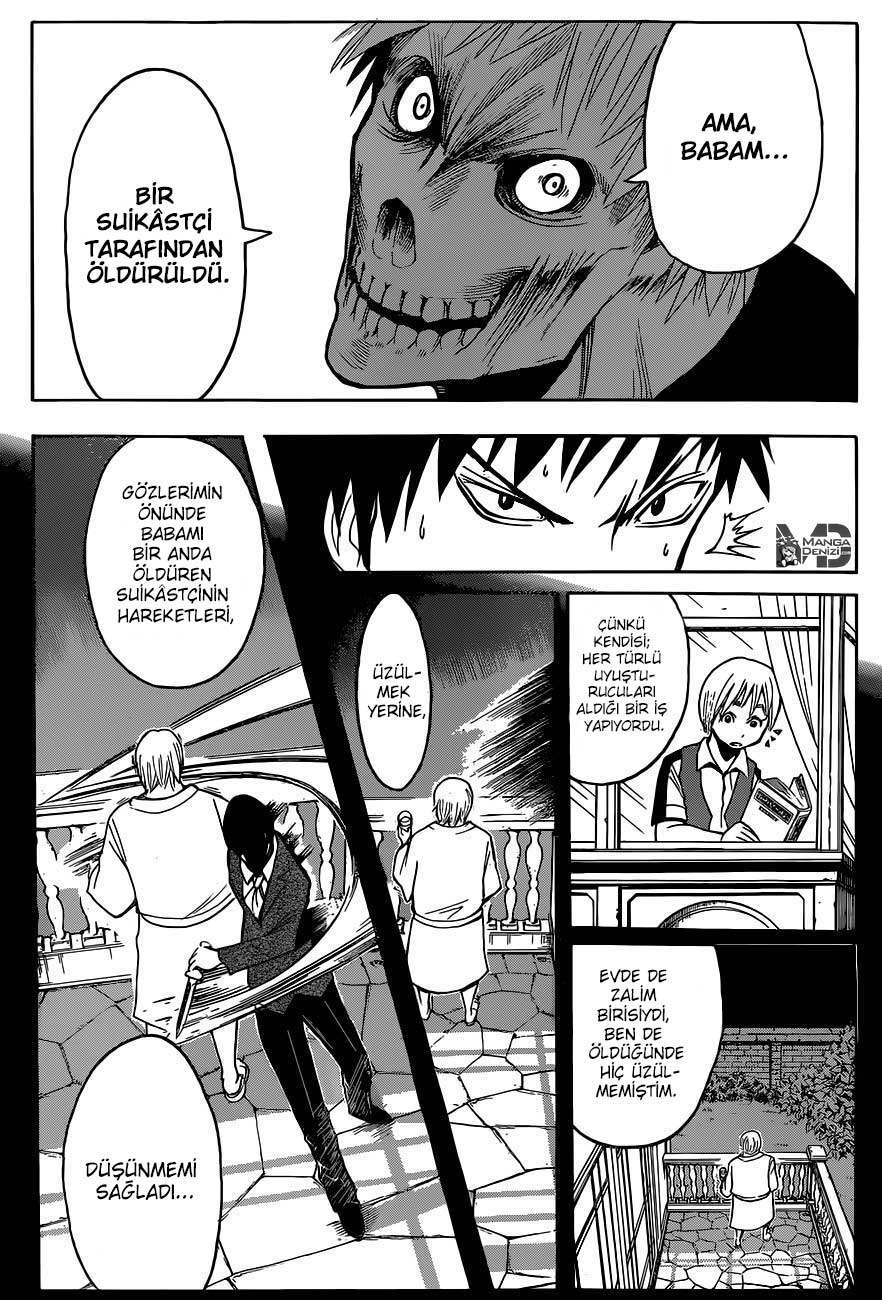 AMA,
BABAM...
BİR
SUİKÂSTÇİ
TARAFINDAN
ÖLDÜRÜLDÜ.
MANGA
DENİZİ.com
ÇÜNKÜ
KENDİSİ;
HER TÜRLÜ
UYUŞTU-
RUCULARI
ALDIĞI BİR İŞ
YAPIYORDU.
EVDE DE
ZALİM
BİRİSİYDİ,
BEN DE
ÖLDÜĞÜNDE
HİÇ ÜZÜL-
MEMİŞTİM.
ÜZÜL-
MEK
YERİNE,
GÖZLERİMİN
ÖNÜNDE
BABAMI
BİR ANDA
ÖLDÜREN
SUİKÂSTÇİNİN
HAREKETLERİ,
DÜŞÜNMEMİ
SAĞLADI...